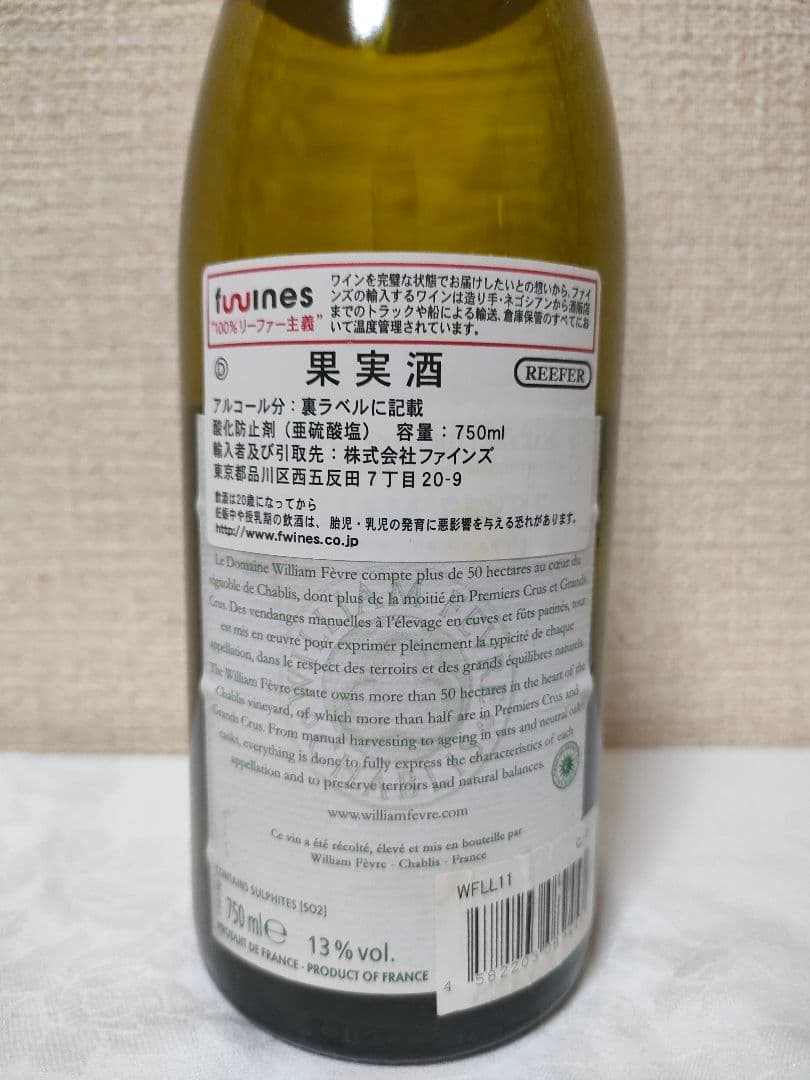 fwines
"100%リーファー主義"
ワインを完璧な状態でお届けしたいとの想いから、ファイ
ンズの輸入するワインは造り手・ネゴシアンから酒販店
までのトラックや船による輸送、倉庫保管のすべてにお
いて温度管理されています。
D
果実酒
REEFER
アルコール分：裏ラベルに記載
酸化防止剤（亜硫酸塩） 容量：750ml
輸入者及び引取先：株式会社ファインズ
東京都品川区西五反田７丁目20-9
飲酒は20歳になってから
妊娠中や授乳期の飲酒は、胎児・乳児の発育に悪影響を与える恐れがあります。
http://www.fwines.co.jp
Le Domaine William Fèvre compte plus de 50 hectares au cœur du
vignoble de Chablis, dont plus de la moitié en Premiers Crus et Grands
Crus. Des vendanges manuelles à l'élevage en cuves et fûts patinés, tout
est mis en œuvre pour exprimer pleinement la typicité de chaque
appellation, dans le respect des terroirs et des grands équilibres naturels.
The William Fèvre estate owns more than 50 hectares in the heart of the
Chablis vineyard, of which more than half are in Premiers Crus and
Grands Crus. From manual harvesting to ageing in vats and neutral oak
casks, everything is done to fully express the characteristics of each
appellation and to preserve terroirs and natural balances.
WILLIAM FEVRE
CHABLIS
www.williamfevre.com
Ce vin a été récolté, élevé et mis en bouteille par
William Fèvre - Chablis - France
CONTAINS SULPHITES [SO2]
750 ml e 13 % vol.
PRODUIT DE FRANCE - PRODUCT OF FRANCE
WFLL11